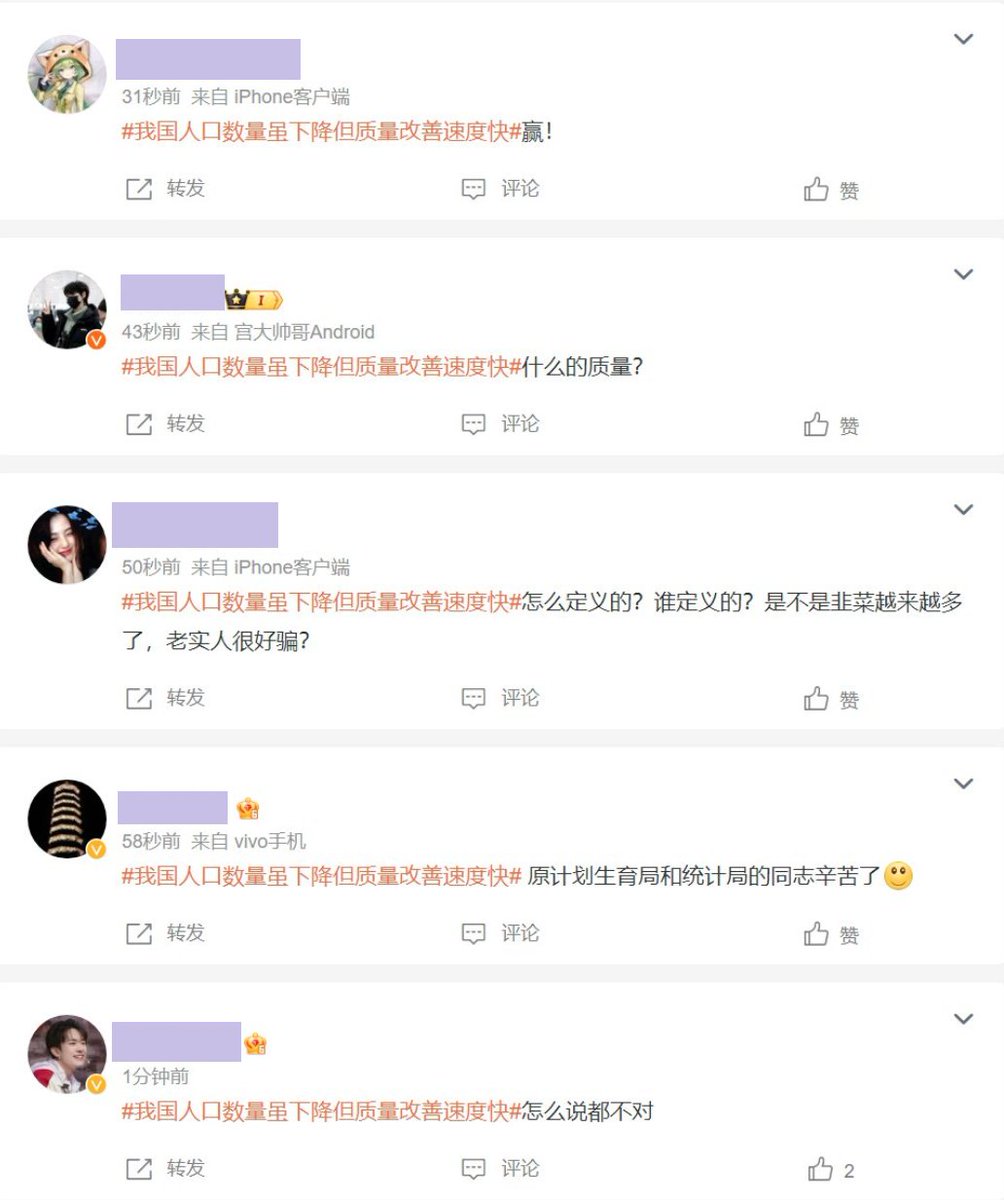 31秒前 来自 iPhone客户端
#我国人口数量虽下降但质量改善速度快#赢！
转发 评论 赞
I
43秒前 来自 宫大帅哥Android
#我国人口数量虽下降但质量改善速度快#什么的质量？
转发 评论 赞
50秒前 来自 iPhone客户端
#我国人口数量虽下降但质量改善速度快#怎么定义的？谁定义的？是不是韭菜越来越多
了，老实人很好骗？
转发 评论 赞
58秒前 来自 vivo手机
#我国人口数量虽下降但质量改善速度快# 原计划生育局和统计局的同志辛苦了
转发 评论 赞
1分钟前
#我国人口数量虽下降但质量改善速度快#怎么说都不对
转发 评论 2